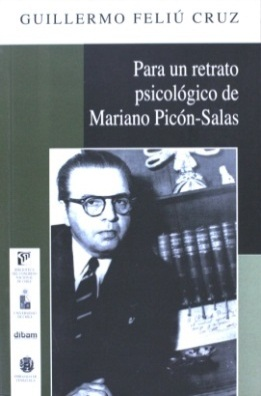 GUILLERMO FELIÚ CRUZ
Para un retrato
psicológico de
Mariano Picón-Salas
dibam